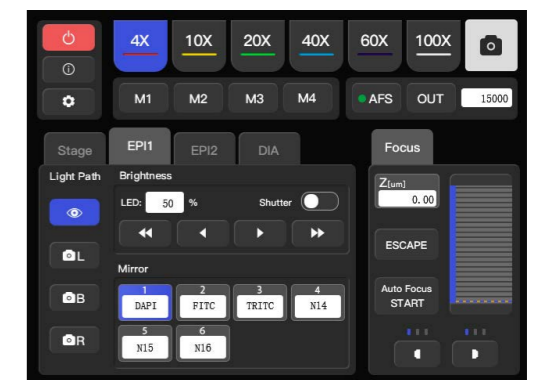 4X 10X 20X 40X 60X 100X
M1 M2 M3 M4 AFS OUT 15000
Stage EPI1 EPI2 DIA Focus
Light Path
Brightness
LED: 50 % Shutter
L
B
R
Mirror
1 2 3 4
DAPI FITC TRITC N14
5 6
N15 N16
Z[um]
0.00
ESCAPE
Auto Focus
START